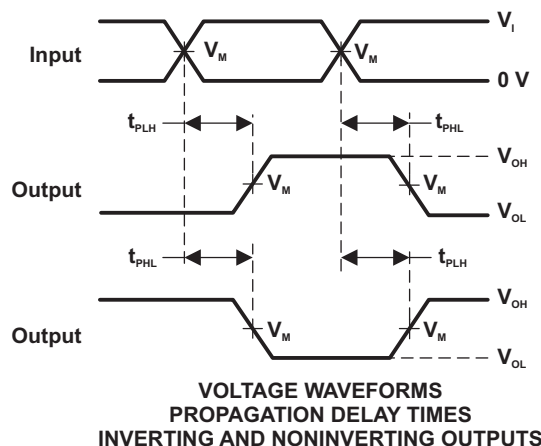 V_I
Input
V_M V_M
0 V
t_PLH t_PHL
V_OH
Output V_M V_M
V_OL
t_PHL t_PLH
V_OH
Output V_M V_M
V_OL
VOLTAGE WAVEFORMS
PROPAGATION DELAY TIMES
INVERTING AND NONINVERTING OUTPUTS